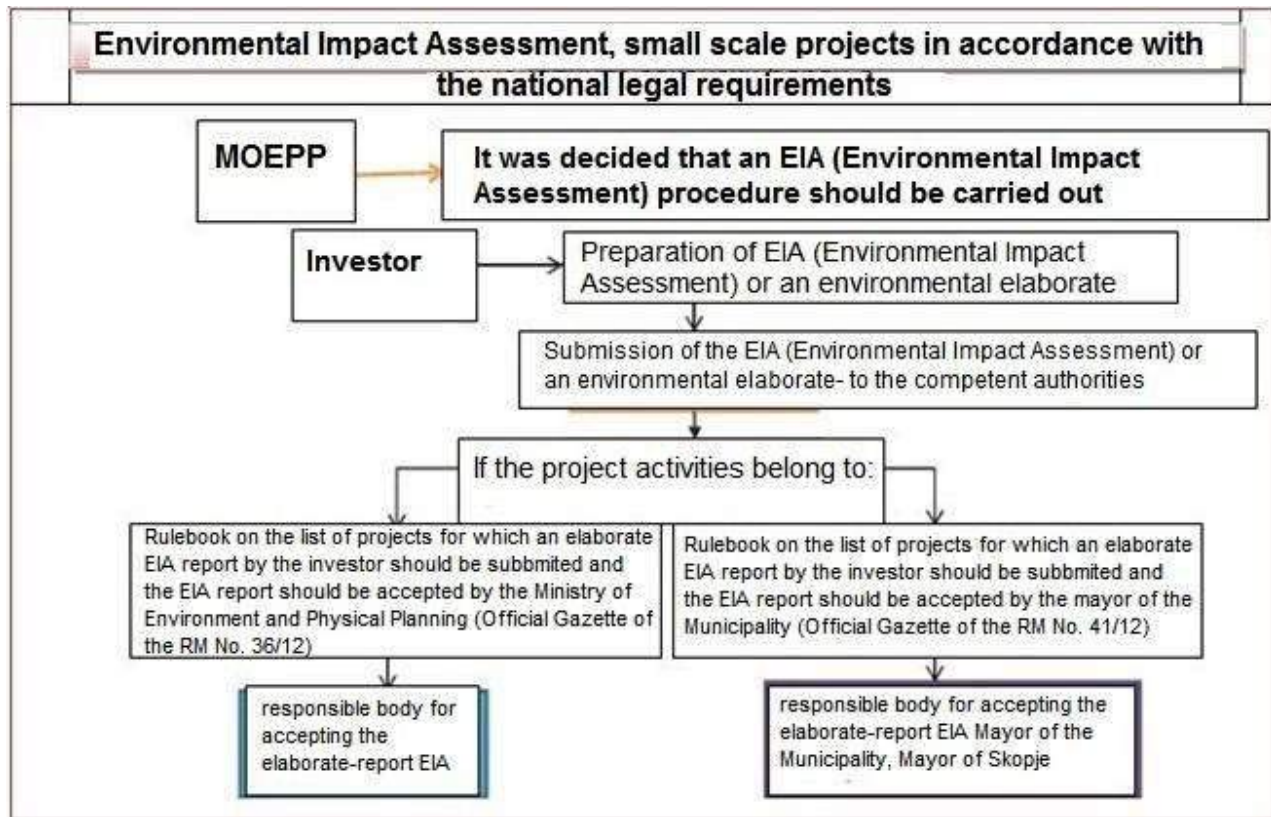 Environmental Impact Assessment, small scale projects in accordance with
the national legal requirements
MOEPP
It was decided that an EIA (Environmental Impact
Assessment) procedure should be carried out
Investor
Preparation of EIA (Environmental Impact
Assessment) or an environmental elaborate
Submission of the EIA (Environmental Impact Assessment) or
an environmental elaborate- to the competent authorities
If the project activities belong to:
Rulebook on the list of projects for which an elaborate
EIA report by the investor should be subbmited and
the EIA report should be accepted by the Ministry of
Environment and Physical Planning (Official Gazette of
the RM No. 36/12)
Rulebook on the list of projects for which an elaborate
EIA report by the investor should be subbmited and
the EIA report should be accepted by the mayor of the
Municipality (Official Gazette of the RM No. 41/12)
responsible body for
accepting the
elaborate-report EIA
responsible body for accepting the
elaborate-report EIA Mayor of the
Municipality, Mayor of Skopje